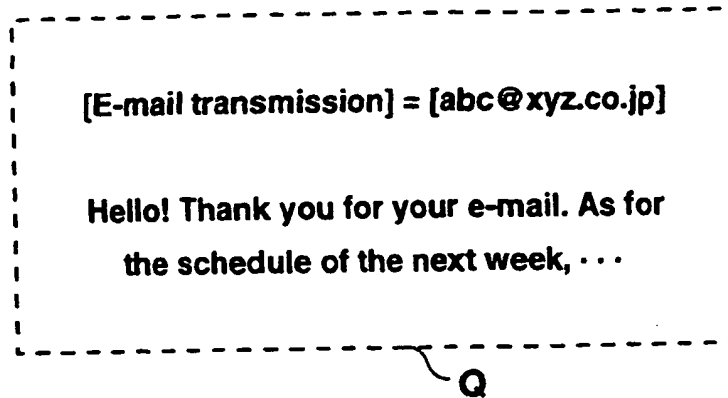 [E-mail transmission] = [abc@xyz.co.jp]
Hello! Thank you for your e-mail. As for
the schedule of the next week, · · ·
Q